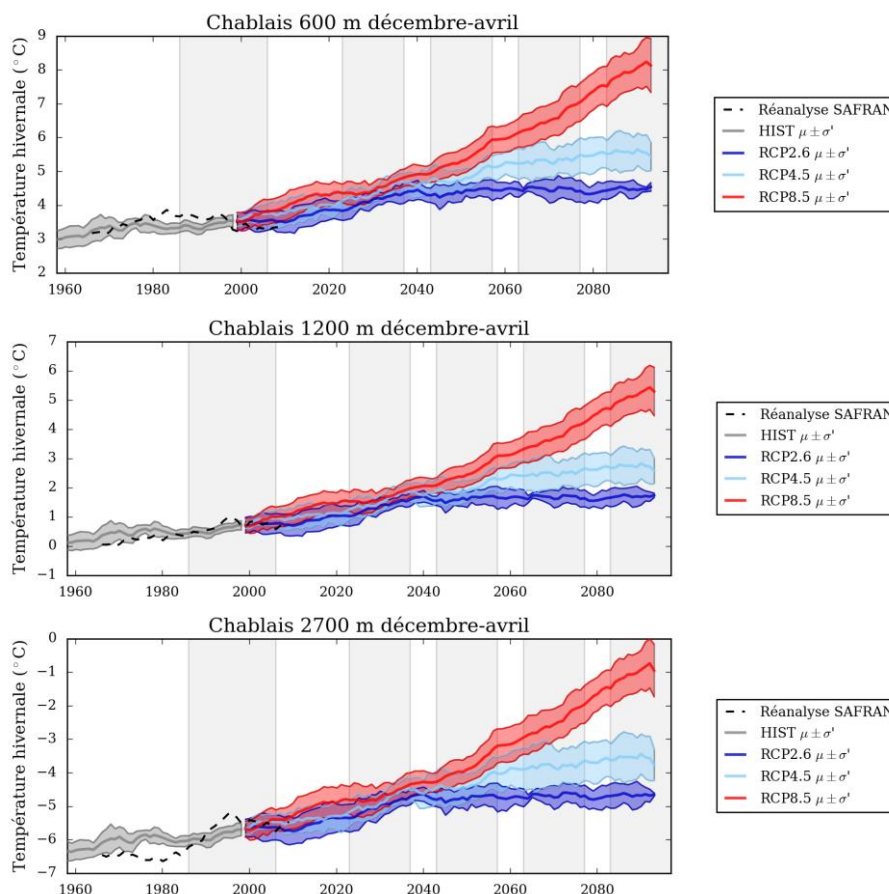 Chablais 600 m décembre-avril
Température hivernale (°C)
9
8
7
6
5
4
3
2
1960 1980 2000 2020 2040 2060 2080
Réanalyse SAFRAN
HIST μ ± σ'
RCP2.6 μ ± σ'
RCP4.5 μ ± σ'
RCP8.5 μ ± σ'
Chablais 1200 m décembre-avril
Température hivernale (°C)
7
6
5
4
3
2
1
0
−1
1960 1980 2000 2020 2040 2060 2080
Réanalyse SAFRAN
HIST μ ± σ'
RCP2.6 μ ± σ'
RCP4.5 μ ± σ'
RCP8.5 μ ± σ'
Chablais 2700 m décembre-avril
Température hivernale (°C)
0
−1
−2
−3
−4
−5
−6
−7
1960 1980 2000 2020 2040 2060 2080
Réanalyse SAFRAN
HIST μ ± σ'
RCP2.6 μ ± σ'
RCP4.5 μ ± σ'
RCP8.5 μ ± σ'